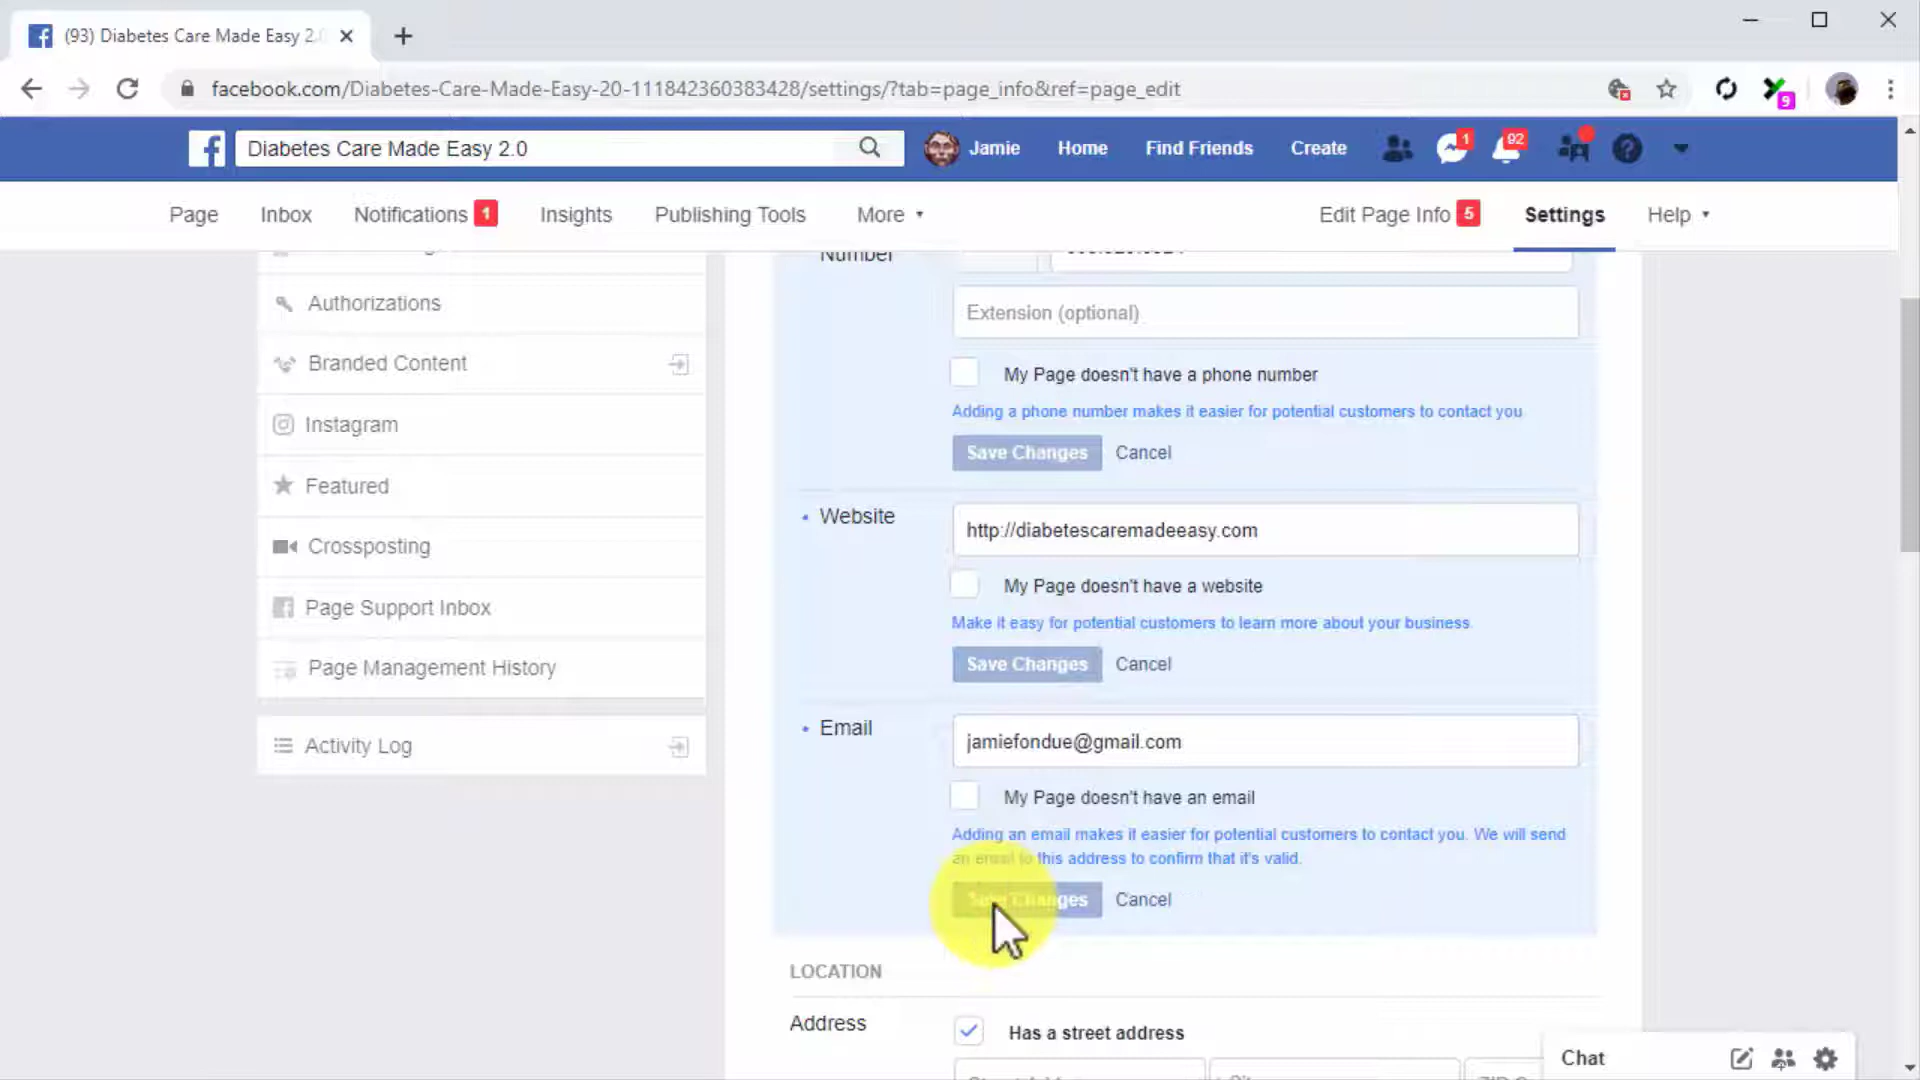 (93) Diabetes Care Made Easy 2.
facebook.com/Diabetes-Care-Made-Easy-20-111842360383428/settings/?tab=page_info&ref=page_edit
9
Diabetes Care Made Easy 2.0
Jamie
Home
Find Friends
Create
1
92
Page
Inbox
Notifications 1
Insights
Publishing Tools
More
Edit Page Info 5
Settings
Help
Number
Authorizations
Extension (optional)
Branded Content
My Page doesn't have a phone number
Adding a phone number makes it easier for potential customers to contact you
Instagram
Save Changes
Cancel
Featured
Website
http://diabetescaremadeeasy.com
Crossposting
My Page doesn't have a website
Page Support Inbox
Make it easy for potential customers to learn more about your business.
Page Management History
Save Changes
Cancel
Email
jamiefondue@gmail.com
Activity Log
My Page doesn't have an email
Adding an email makes it easier for potential customers to contact you. We will send
an email to this address to confirm that it's valid.
Save Changes
Cancel
LOCATION
Address
Has a street address
Chat